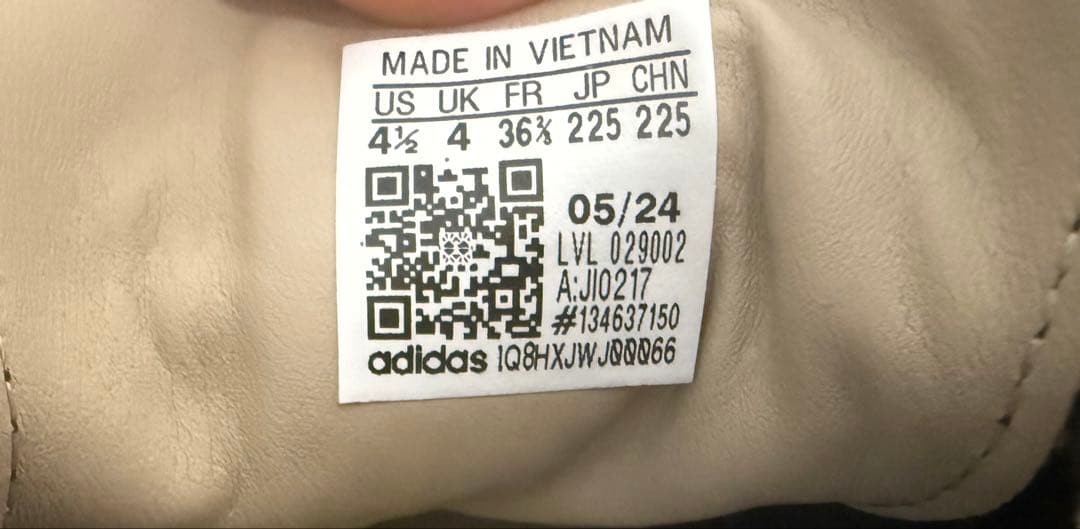 MADE IN VIETNAM
US UK FR JP CHN
4½ 4 36⅔ 225 225
05/24
LVL 029002
A:JI0217
#134637150
adidas 1Q8HXJWJ000066